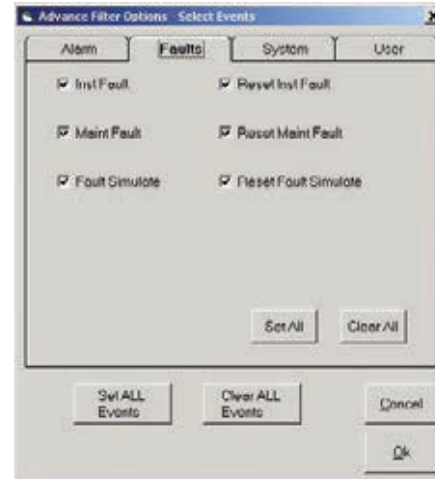 Advance Filter Options - Select Events
Alarm Faults System User
Inst Fault Reset Inst Fault
Maint Fault Reset Maint Fault
Fault Simulate Reset Fault Simulate
Set All Clear All
Set ALL Events Clear ALL Events
Cancel
Ok